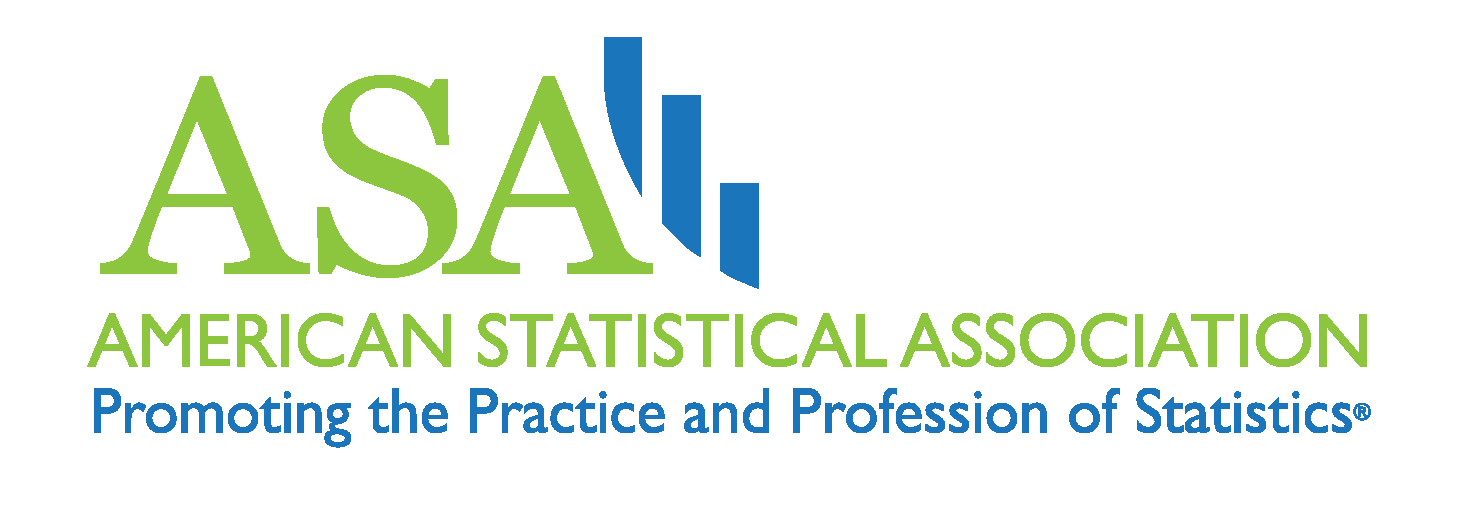 ASA
AMERICAN STATISTICAL ASSOCIATION
Promoting the Practice and Profession of Statistics®